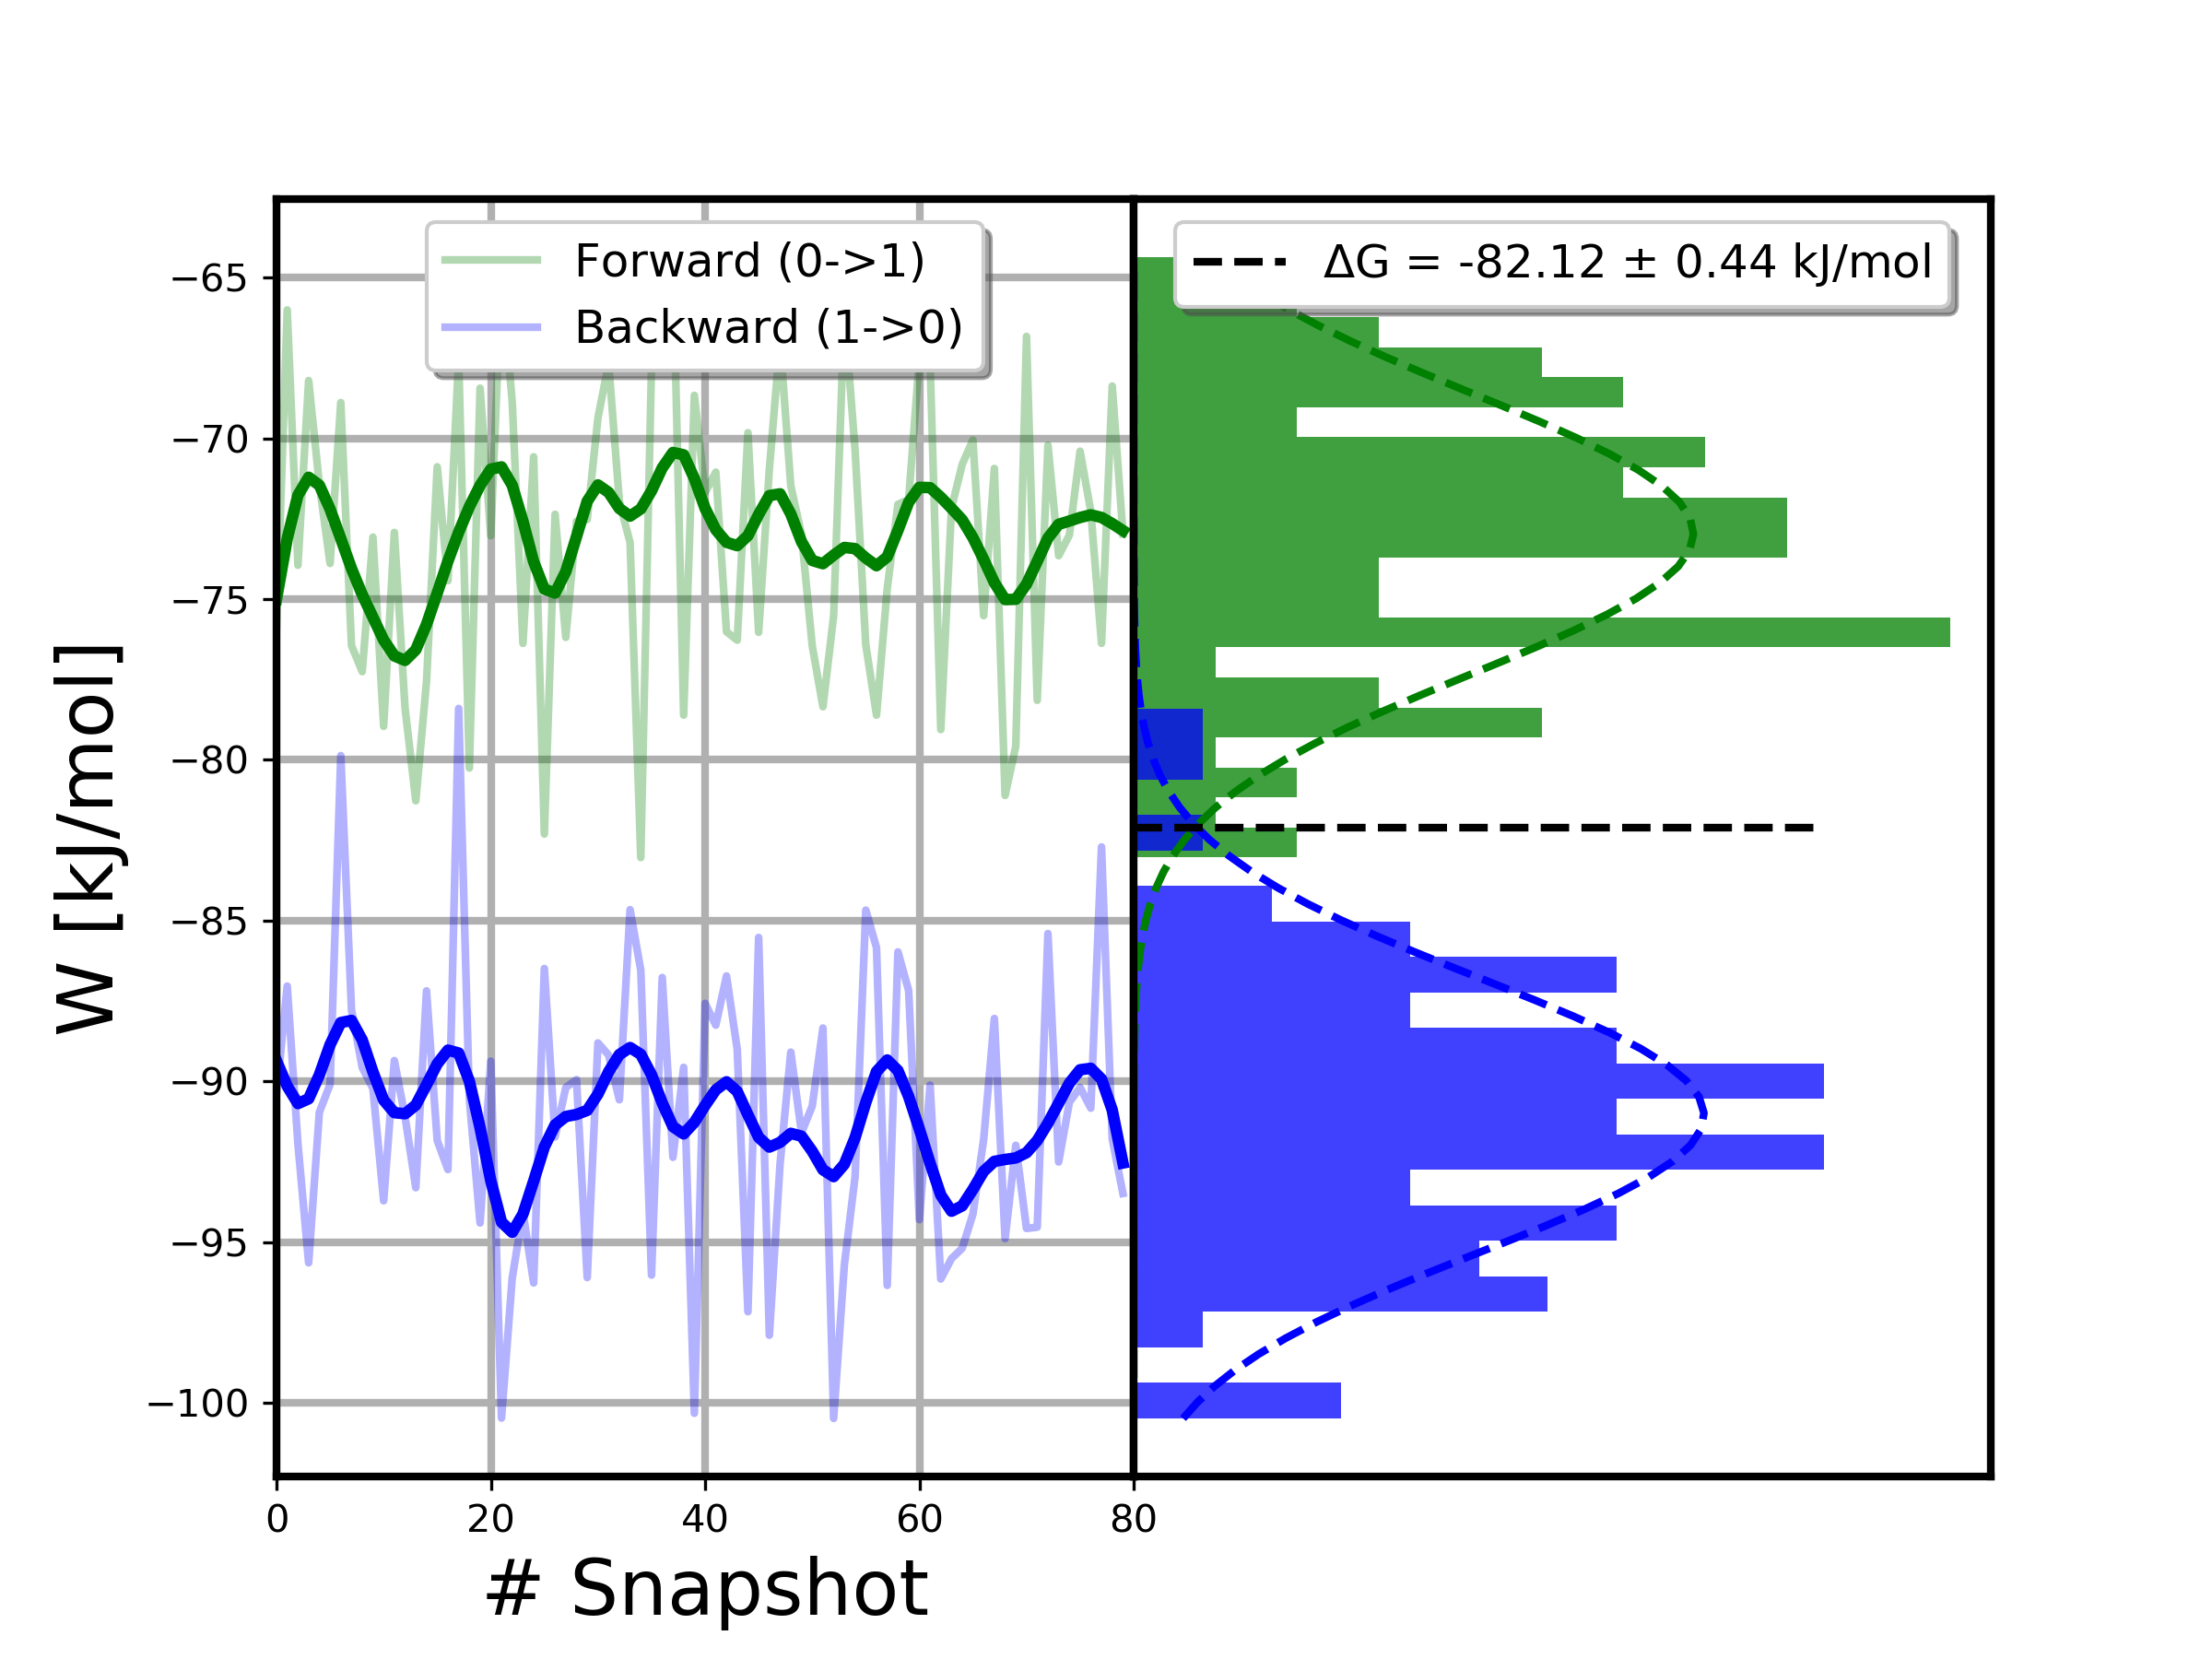 Forward (0->1)
Backward (1->0)
ΔG = -82.12 ± 0.44 kJ/mol
W [kJ/mol]
−65
−70
−75
−80
−85
−90
−95
−100
0 20 40 60 80
# Snapshot